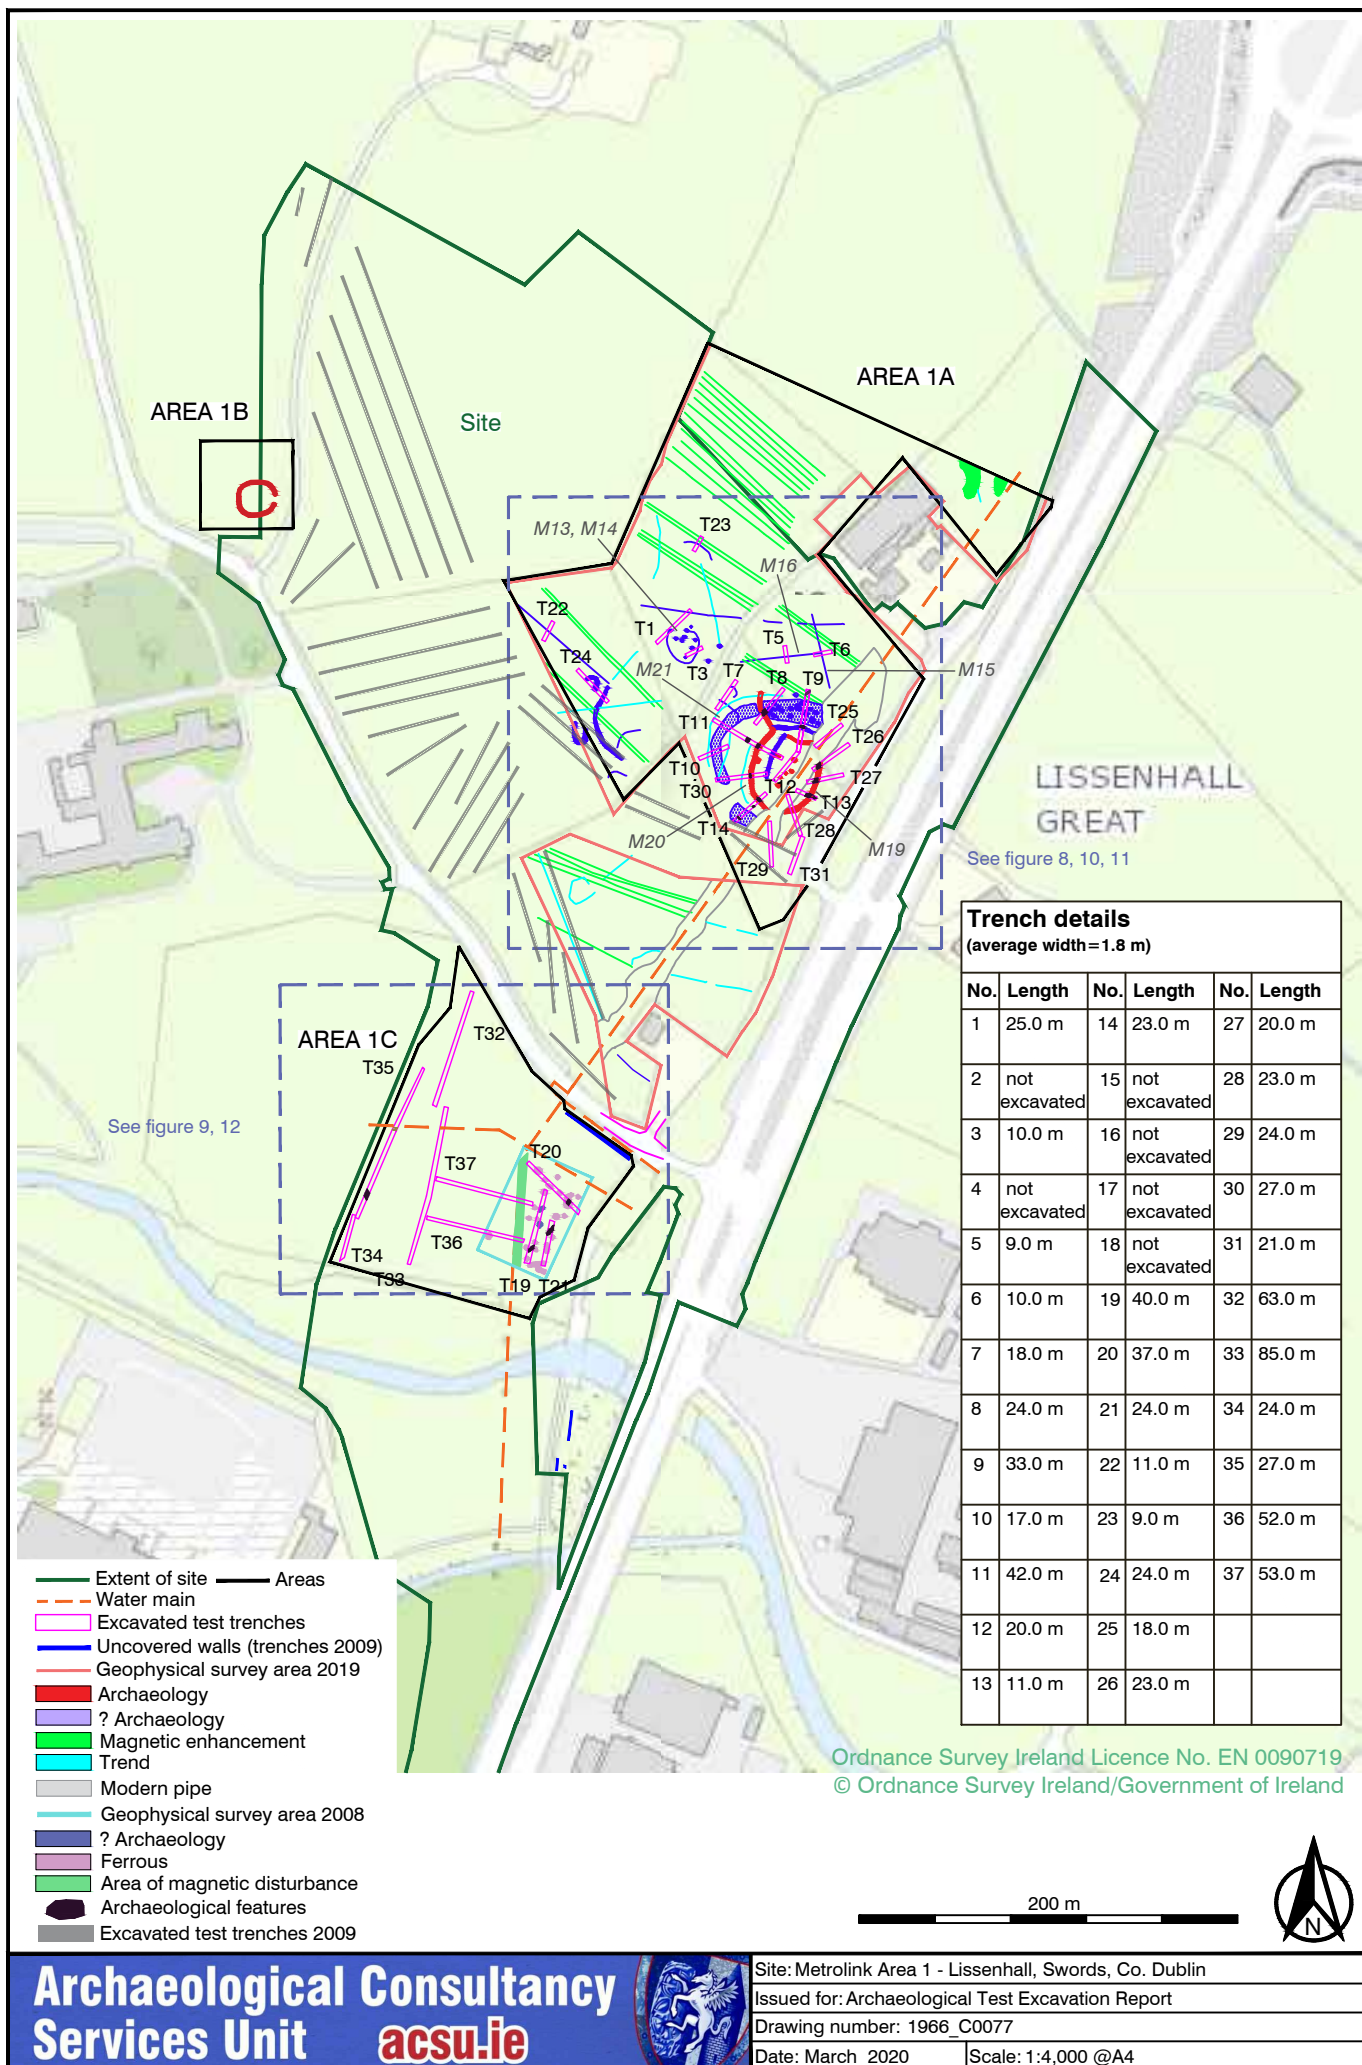 AREA 1A
AREA 1B
Site
M13, M14
T23
M16
T22
T1
T5
T6
T24
T3
M21
T7
T8
T9
M15
T11
T25
T26
T10
T27
T30
T12
T13
T14
T28
M20
M19
T29
T31
LISSENHALL
GREAT
See figure 8, 10, 11
AREA 1C
T32
T35
See figure 9, 12
T20
T37
T36
T34
T33
T19 T21
Trench details
(average width=1.8 m)
No. Length No. Length No. Length
1 25.0 m 14 23.0 m 27 20.0 m
2 not excavated 15 not excavated 28 23.0 m
3 10.0 m 16 not excavated 29 24.0 m
4 not excavated 17 not excavated 30 27.0 m
5 9.0 m 18 not excavated 31 21.0 m
6 10.0 m 19 40.0 m 32 63.0 m
7 18.0 m 20 37.0 m 33 85.0 m
8 24.0 m 21 24.0 m 34 24.0 m
9 33.0 m 22 11.0 m 35 27.0 m
10 17.0 m 23 9.0 m 36 52.0 m
11 42.0 m 24 24.0 m 37 53.0 m
12 20.0 m 25 18.0 m
13 11.0 m 26 23.0 m
Extent of site Areas
Water main
Excavated test trenches
Uncovered walls (trenches 2009)
Geophysical survey area 2019
Archaeology
? Archaeology
Magnetic enhancement
Trend
Modern pipe
Geophysical survey area 2008
? Archaeology
Ferrous
Area of magnetic disturbance
Archaeological features
Excavated test trenches 2009
Ordnance Survey Ireland Licence No. EN 0090719
© Ordnance Survey Ireland/Government of Ireland
200 m
N
Archaeological Consultancy
Services Unit acsu.ie
Site: Metrolink Area 1 - Lissenhall, Swords, Co. Dublin
Issued for: Archaeological Test Excavation Report
Drawing number: 1966_C0077
Date: March 2020 Scale: 1:4,000 @A4